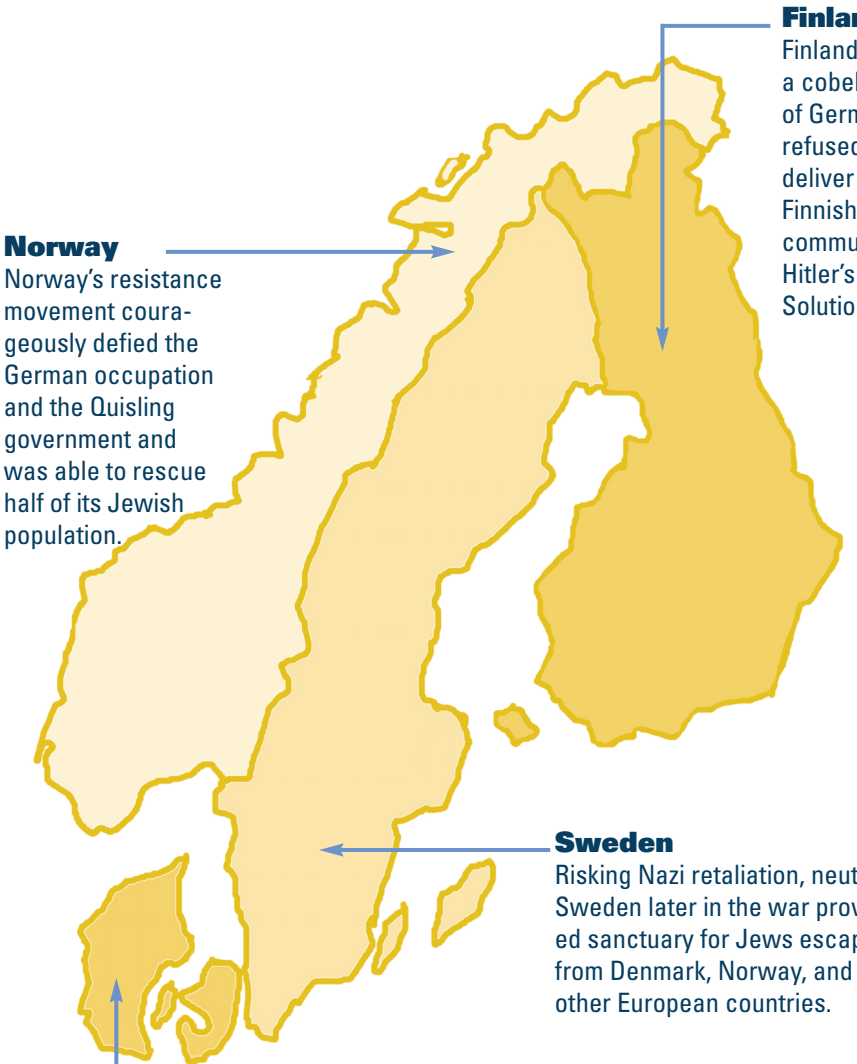 Norway
Norway's resistance
movement coura-
geously defied the
German occupation
and the Quisling
government and
was able to rescue
half of its Jewish
population.
Finlan
Finland
a cobel
of Germ
refused
deliver
Finnish
commu
Hitler's
Solutio
Sweden
Risking Nazi retaliation, neut
Sweden later in the war prov
ed sanctuary for Jews escap
from Denmark, Norway, and
other European countries.